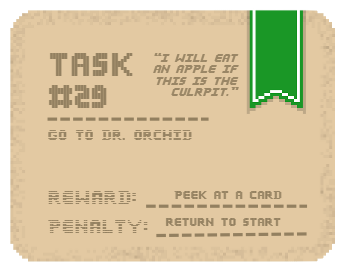 TASK
#29
"I WILL EAT
AN APPLE IF
THIS IS THE
CULRPIT."
GO TO DR. ORCHID
REWARD: PEEK AT A CARD
PENALTY: RETURN TO START